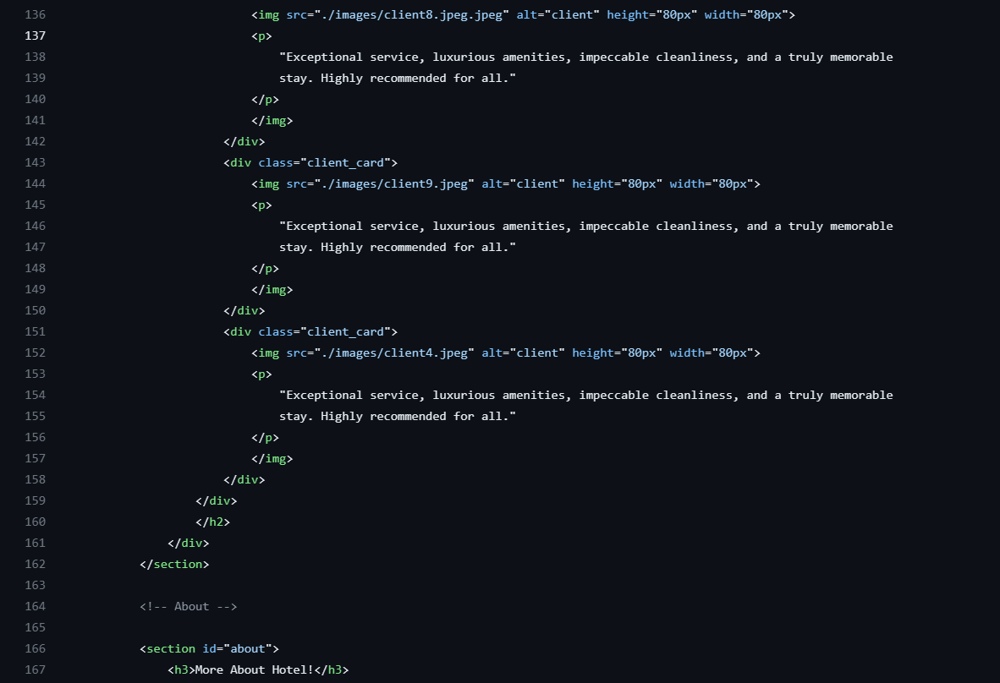 136 <img src="./images/client8.jpeg.jpeg" alt="client" height="80px" width="80px">
137 <p>
138 "Exceptional service, luxurious amenities, impeccable cleanliness, and a truly memorable
139 stay. Highly recommended for all."
140 </p>
141 </img>
142 </div>
143 <div class="client_card">
144 <img src="./images/client9.jpeg" alt="client" height="80px" width="80px">
145 <p>
146 "Exceptional service, luxurious amenities, impeccable cleanliness, and a truly memorable
147 stay. Highly recommended for all."
148 </p>
149 </img>
150 </div>
151 <div class="client_card">
152 <img src="./images/client4.jpeg" alt="client" height="80px" width="80px">
153 <p>
154 "Exceptional service, luxurious amenities, impeccable cleanliness, and a truly memorable
155 stay. Highly recommended for all."
156 </p>
157 </img>
158 </div>
159 </div>
160 </h2>
161 </div>
162 </section>
163
164 <!-- About -->
165
166 <section id="about">
167 <h3>More About Hotel!</h3>